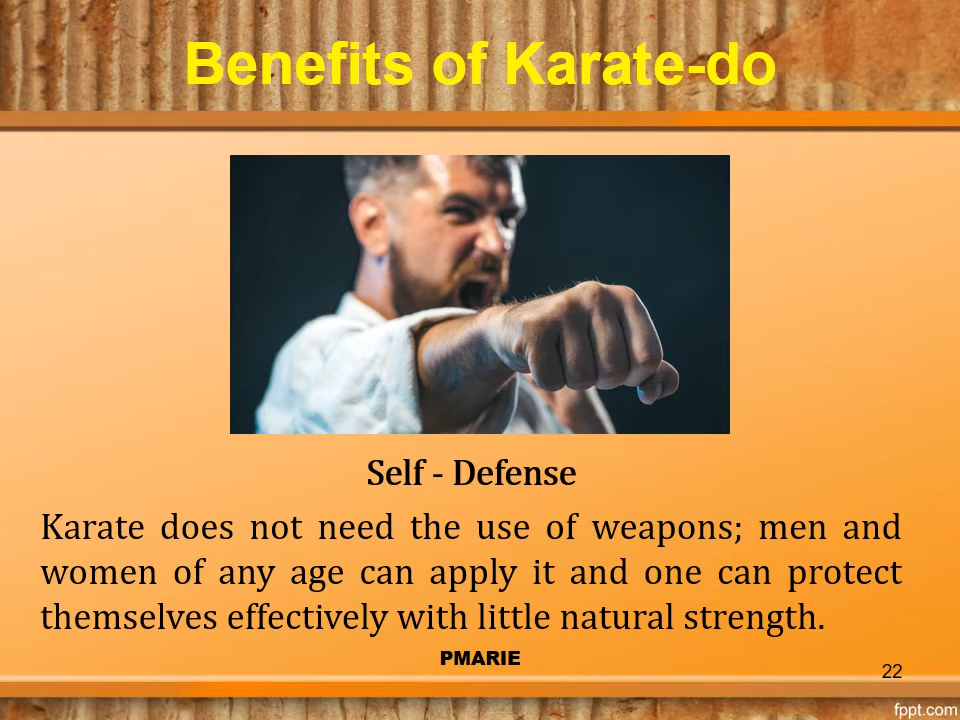 Benefits of Karate-do
Self - Defense
Karate does not need the use of weapons; men and
women of any age can apply it and one can protect
themselves effectively with little natural strength.
PMARIE
22
fppt.com